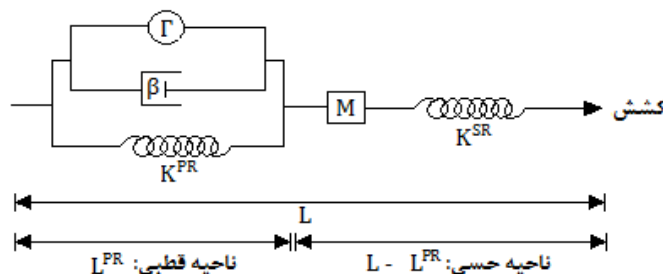 Γ
β
M
کشش
K^PR
K^SR
L
ناحیه قطبی: L^PR
ناحیه حسی: L - L^PR